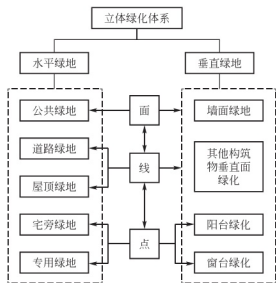 立体绿化体系
水平绿地
垂直绿地
公共绿地
面
墙面绿地
道路绿地
线
其他构筑
物垂直面
绿化
屋顶绿地
宅旁绿地
点
阳台绿化
专用绿地
窗台绿化